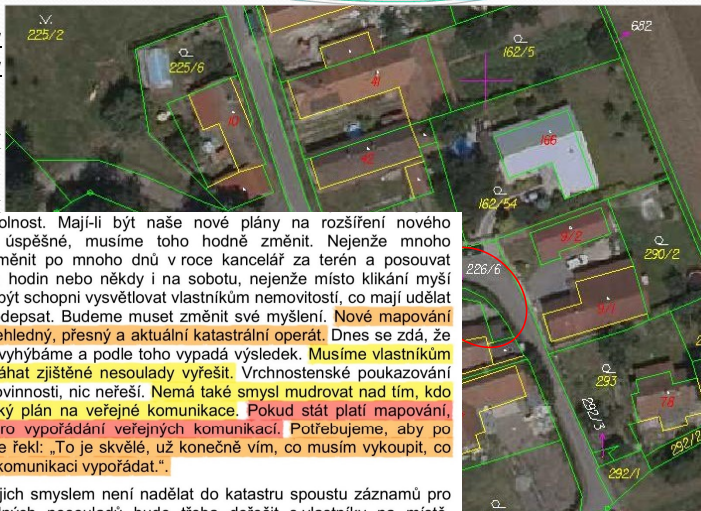 225/2
225/6
162/5
682
41
10
42
166
162/54
9/2
290/2
226/6
9/1
293
78
292/3
292/2
292/1
olnost. Mají-li být naše nové plány na rozšíření nového
úspěšné, musíme toho hodně změnit. Nejenže mnoho
měnit po mnoho dnů v roce kancelář za terén a posouvat
hodin nebo někdy i na sobotu, nejenže místo klikání myší
být schopni vysvětlovat vlastníkům nemovitostí, co mají udělat
depsat. Budeme muset změnit své myšlení. Nové mapování
ehledný, přesný a aktuální katastrální operát. Dnes se zdá, že
vyhýbáme a podle toho vypadá výsledek. Musíme vlastníkům
áhat zjištěné nesoulady vyřešit. Vrchnostenské poukazování
ovinnosti, nic neřeší. Nemá také smysl mudrovat nad tím, kdo
ký plán na veřejné komunikace. Pokud stát platí mapování,
ro vypořádání veřejných komunikací. Potřebujeme, aby po
e řekl: „To je skvělé, už konečně vím, co musím vykoupit, co
komunikaci vypořádat.“.
jich smyslem není nadělat do katastru spoustu záznamů pro